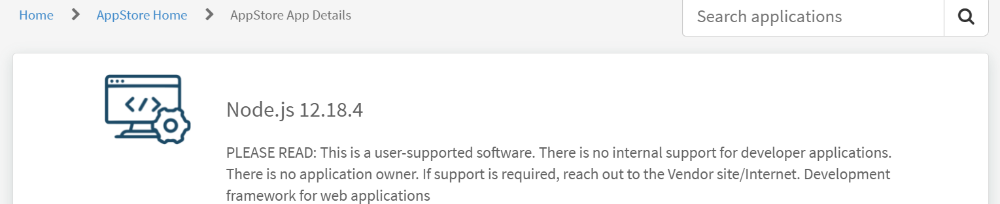 Home > AppStore Home > AppStore App Details
Search applications
</>
Node.js 12.18.4
PLEASE READ: This is a user-supported software. There is no internal support for developer applications.
There is no application owner. If support is required, reach out to the Vendor site/Internet. Development
framework for web applications